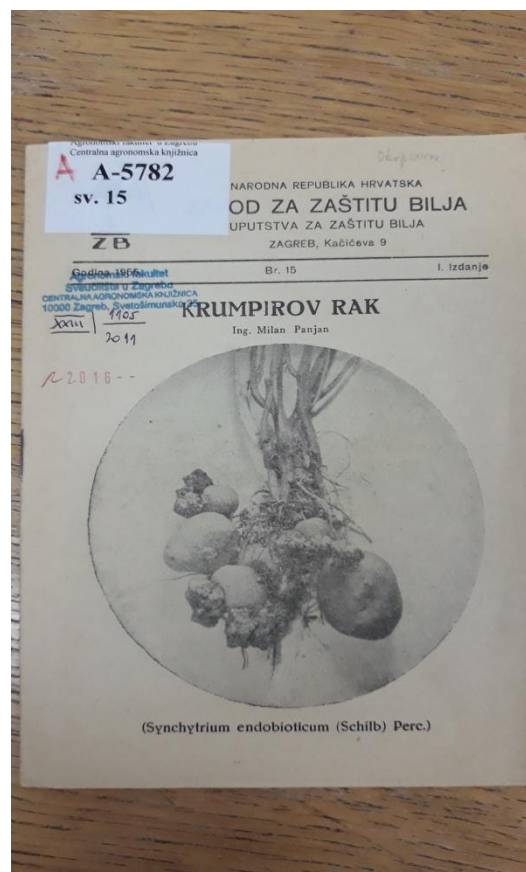 Agronomski fakultet u Zagrebu
Centralna agronomska knjižnica
A A-5782
sv. 15
NARODNA REPUBLIKA HRVATSKA
OD ZA ZAŠTITU BILJA
UPUTSTVA ZA ZAŠTITU BILJA
ZAGREB, Kačićeva 9
ZB
Godina Br. 15 I. Izdanje
Agronomski fakultet
Sveučilišta u Zagrebu
CENTRALNA AGRONOMSKA KNJIŽNICA
10000 Zagreb, Svetošimunska 25
XXIII 1105
2011
KRUMPIROV RAK
Ing. Milan Panjan
2016--
(Synchytrium endobioticum (Schilb) Perc.)